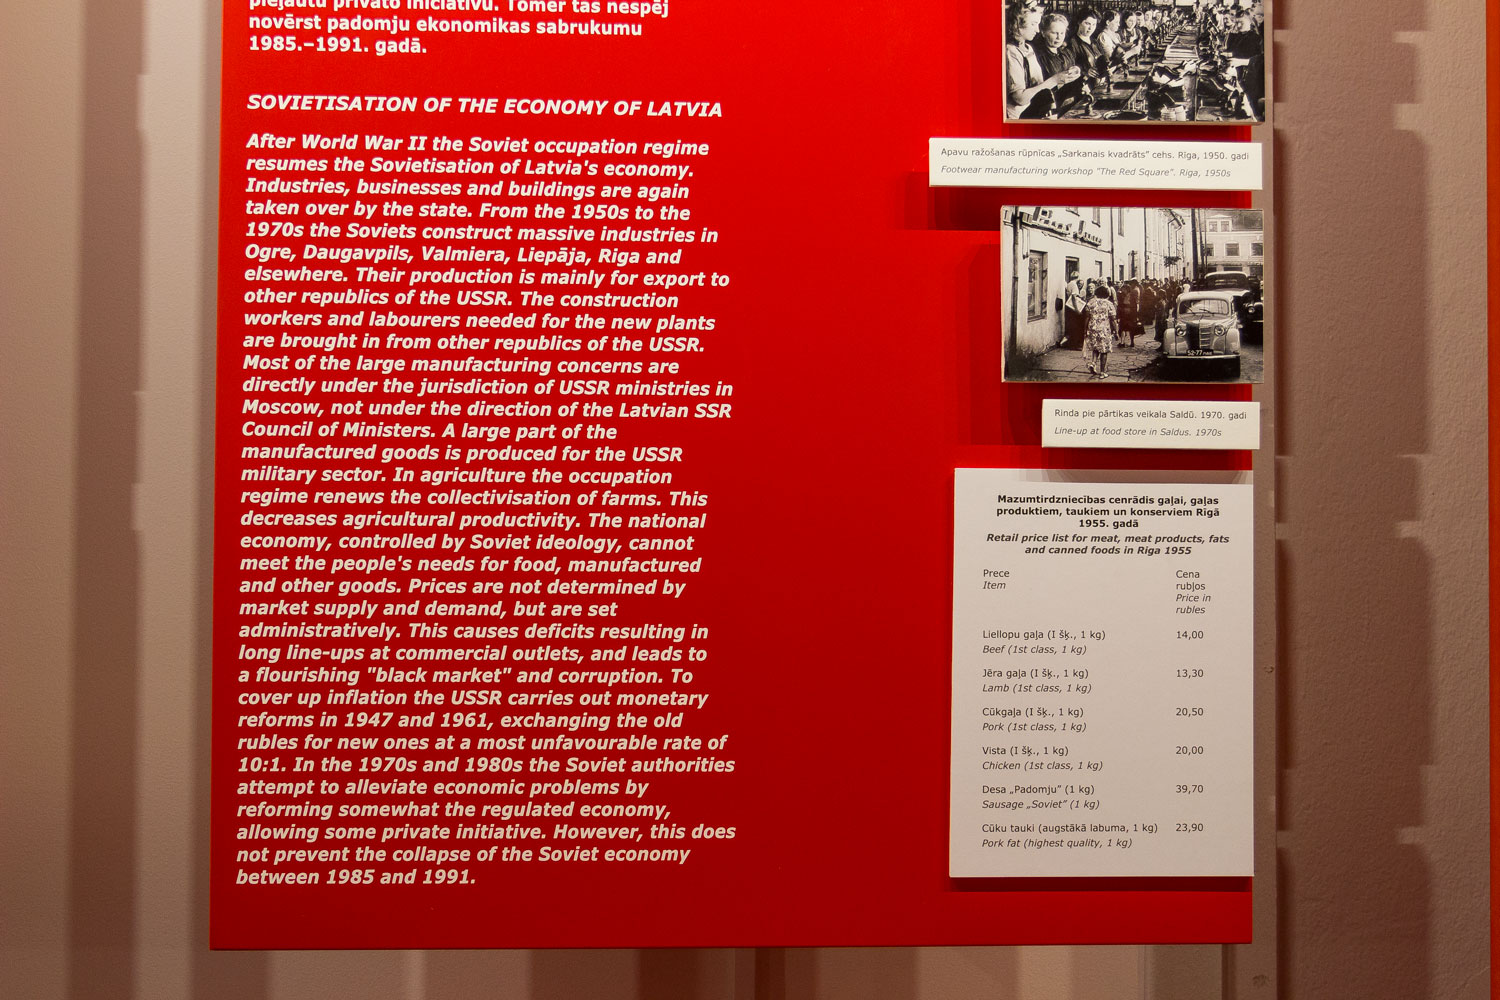 pieļautu privāto iniciatīvu. Tomēr tas nespēj
novērst padomju ekonomikas sabrukumu
1985.–1991. gadā.
SOVIETISATION OF THE ECONOMY OF LATVIA
After World War II the Soviet occupation regime
resumes the Sovietisation of Latvia's economy.
Industries, businesses and buildings are again
taken over by the state. From the 1950s to the
1970s the Soviets construct massive industries in
Ogre, Daugavpils, Valmiera, Liepāja, Riga and
elsewhere. Their production is mainly for export to
other republics of the USSR. The construction
workers and labourers needed for the new plants
are brought in from other republics of the USSR.
Most of the large manufacturing concerns are
directly under the jurisdiction of USSR ministries in
Moscow, not under the direction of the Latvian SSR
Council of Ministers. A large part of the
manufactured goods is produced for the USSR
military sector. In agriculture the occupation
regime renews the collectivisation of farms. This
decreases agricultural productivity. The national
economy, controlled by Soviet ideology, cannot
meet the people's needs for food, manufactured
and other goods. Prices are not determined by
market supply and demand, but are set
administratively. This causes deficits resulting in
long line-ups at commercial outlets, and leads to
a flourishing "black market" and corruption. To
cover up inflation the USSR carries out monetary
reforms in 1947 and 1961, exchanging the old
rubles for new ones at a most unfavourable rate of
10:1. In the 1970s and 1980s the Soviet authorities
attempt to alleviate economic problems by
reforming somewhat the regulated economy,
allowing some private initiative. However, this does
not prevent the collapse of the Soviet economy
between 1985 and 1991.
Apavu ražošanas rūpnīcas „Sarkanais kvadrāts” cehs. Rīga, 1950. gadi
Footwear manufacturing workshop "The Red Square". Riga, 1950s
52-77
Rinda pie pārtikas veikala Saldū. 1970. gadi
Line-up at food store in Saldus. 1970s
Mazumtirdzniecības cenrādis gaļai, gaļas
produktiem, taukiem un konserviem Rīgā
1955. gadā
Retail price list for meat, meat products, fats
and canned foods in Riga 1955
Prece Cena
Item rubļos
Price in
rubles
Liellopu gaļa (I šķ., 1 kg) 14,00
Beef (1st class, 1 kg)
Jēra gaļa (I šķ., 1 kg) 13,30
Lamb (1st class, 1 kg)
Cūkgaļa (I šķ., 1 kg) 20,50
Pork (1st class, 1 kg)
Vista (I šķ., 1 kg) 20,00
Chicken (1st class, 1 kg)
Desa „Padomju” (1 kg) 39,70
Sausage „Soviet” (1 kg)
Cūku tauki (augstākā labuma, 1 kg) 23,90
Pork fat (highest quality, 1 kg)